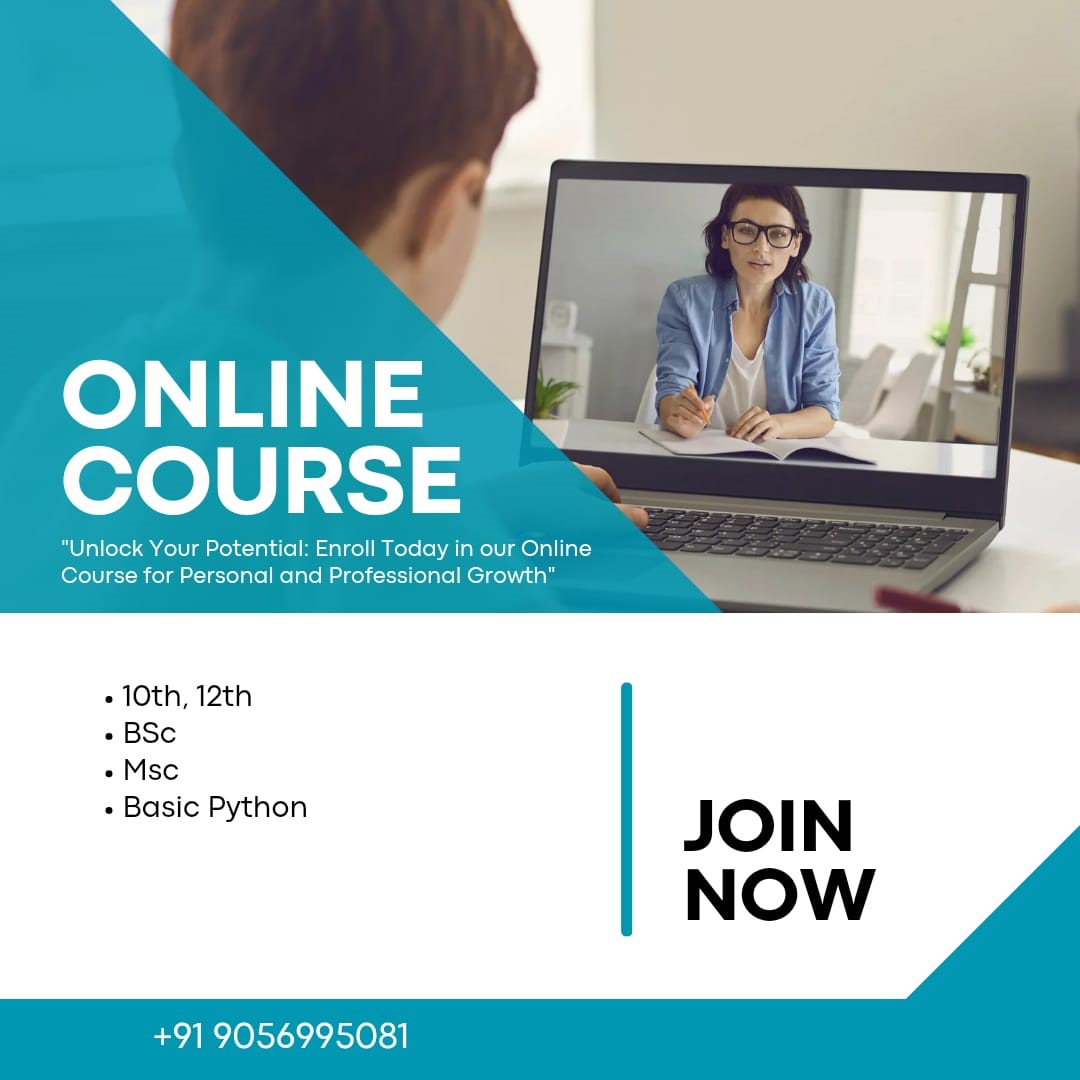 ONLINE
COURSE
"Unlock Your Potential: Enroll Today in our Online
Course for Personal and Professional Growth"
• 10th, 12th
• BSc
• Msc
• Basic Python
JOIN
NOW
+91 9056995081